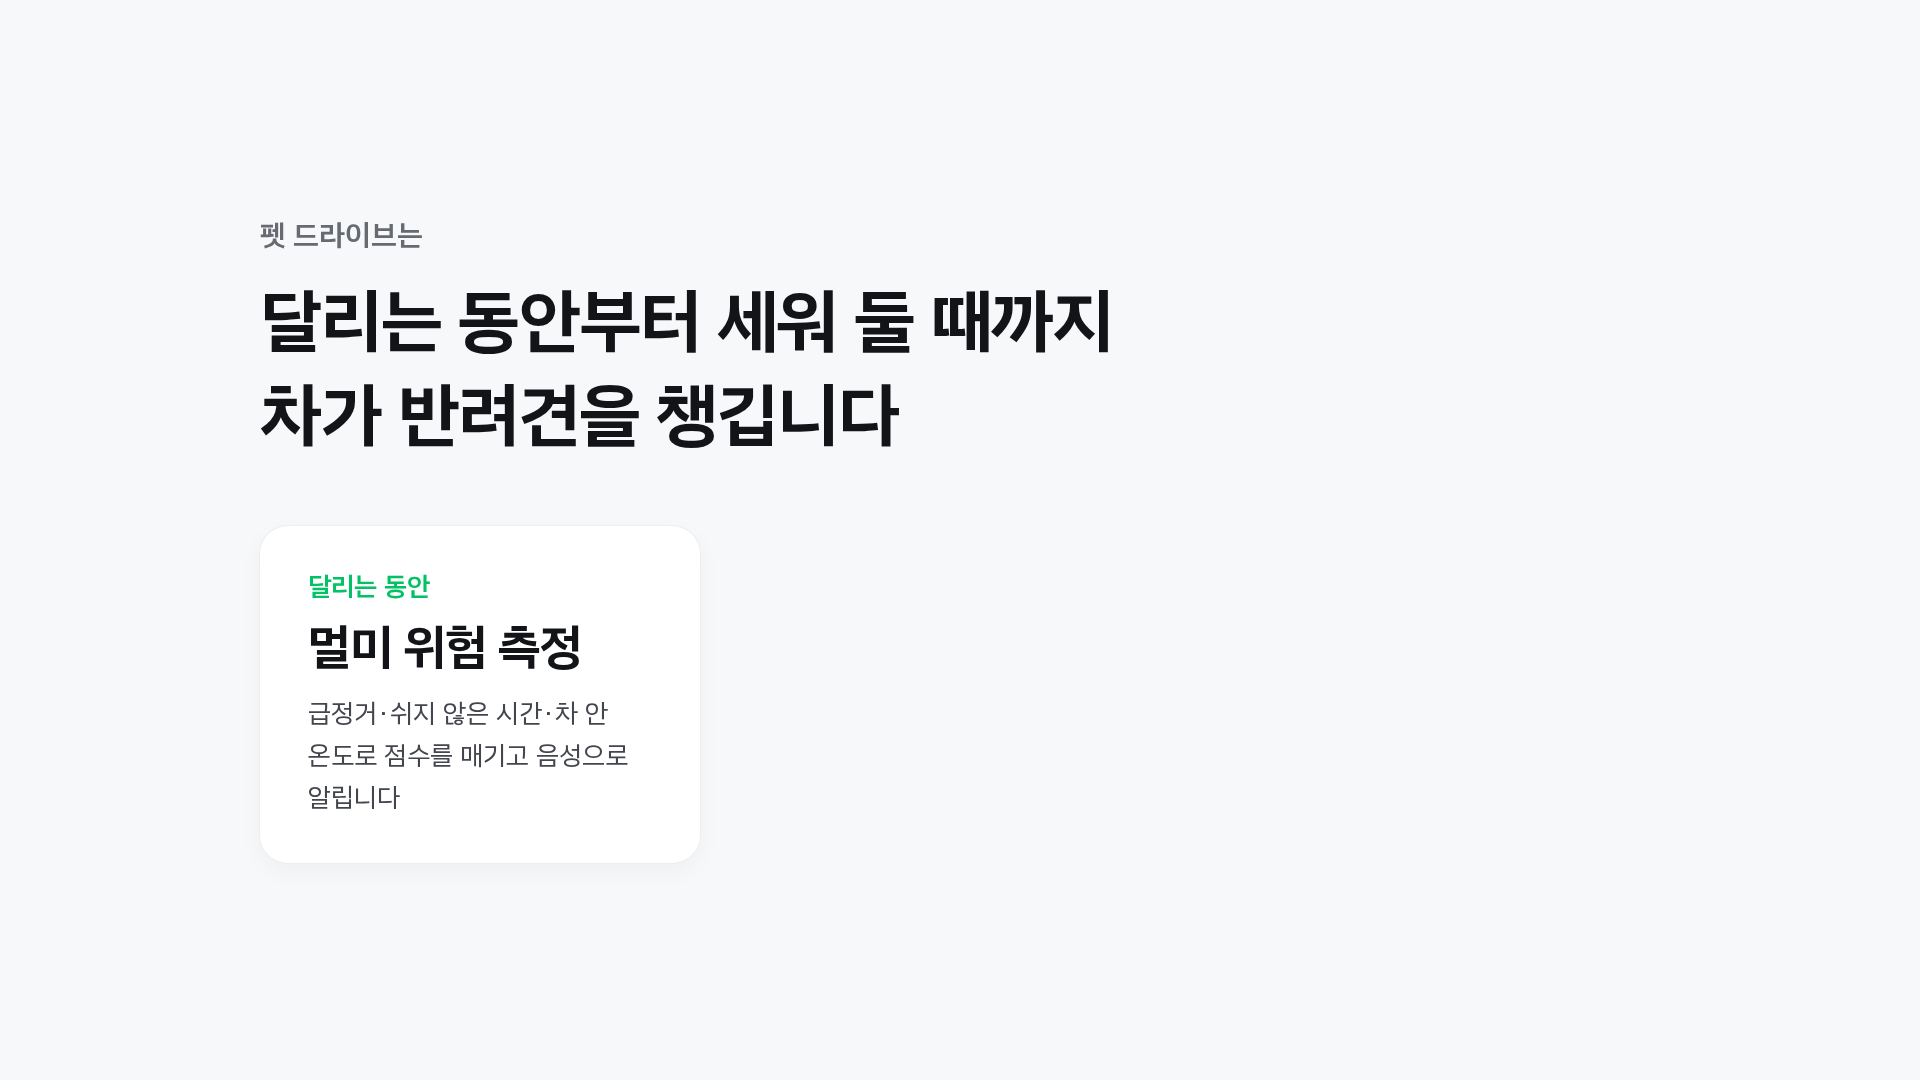 펫 드라이브는
달리는 동안부터 세워 둘 때까지
차가 반려견을 챙깁니다
달리는 동안
멀미 위험 측정
급정거·쉬지 않은 시간·차 안
온도로 점수를 매기고 음성으로
알립니다